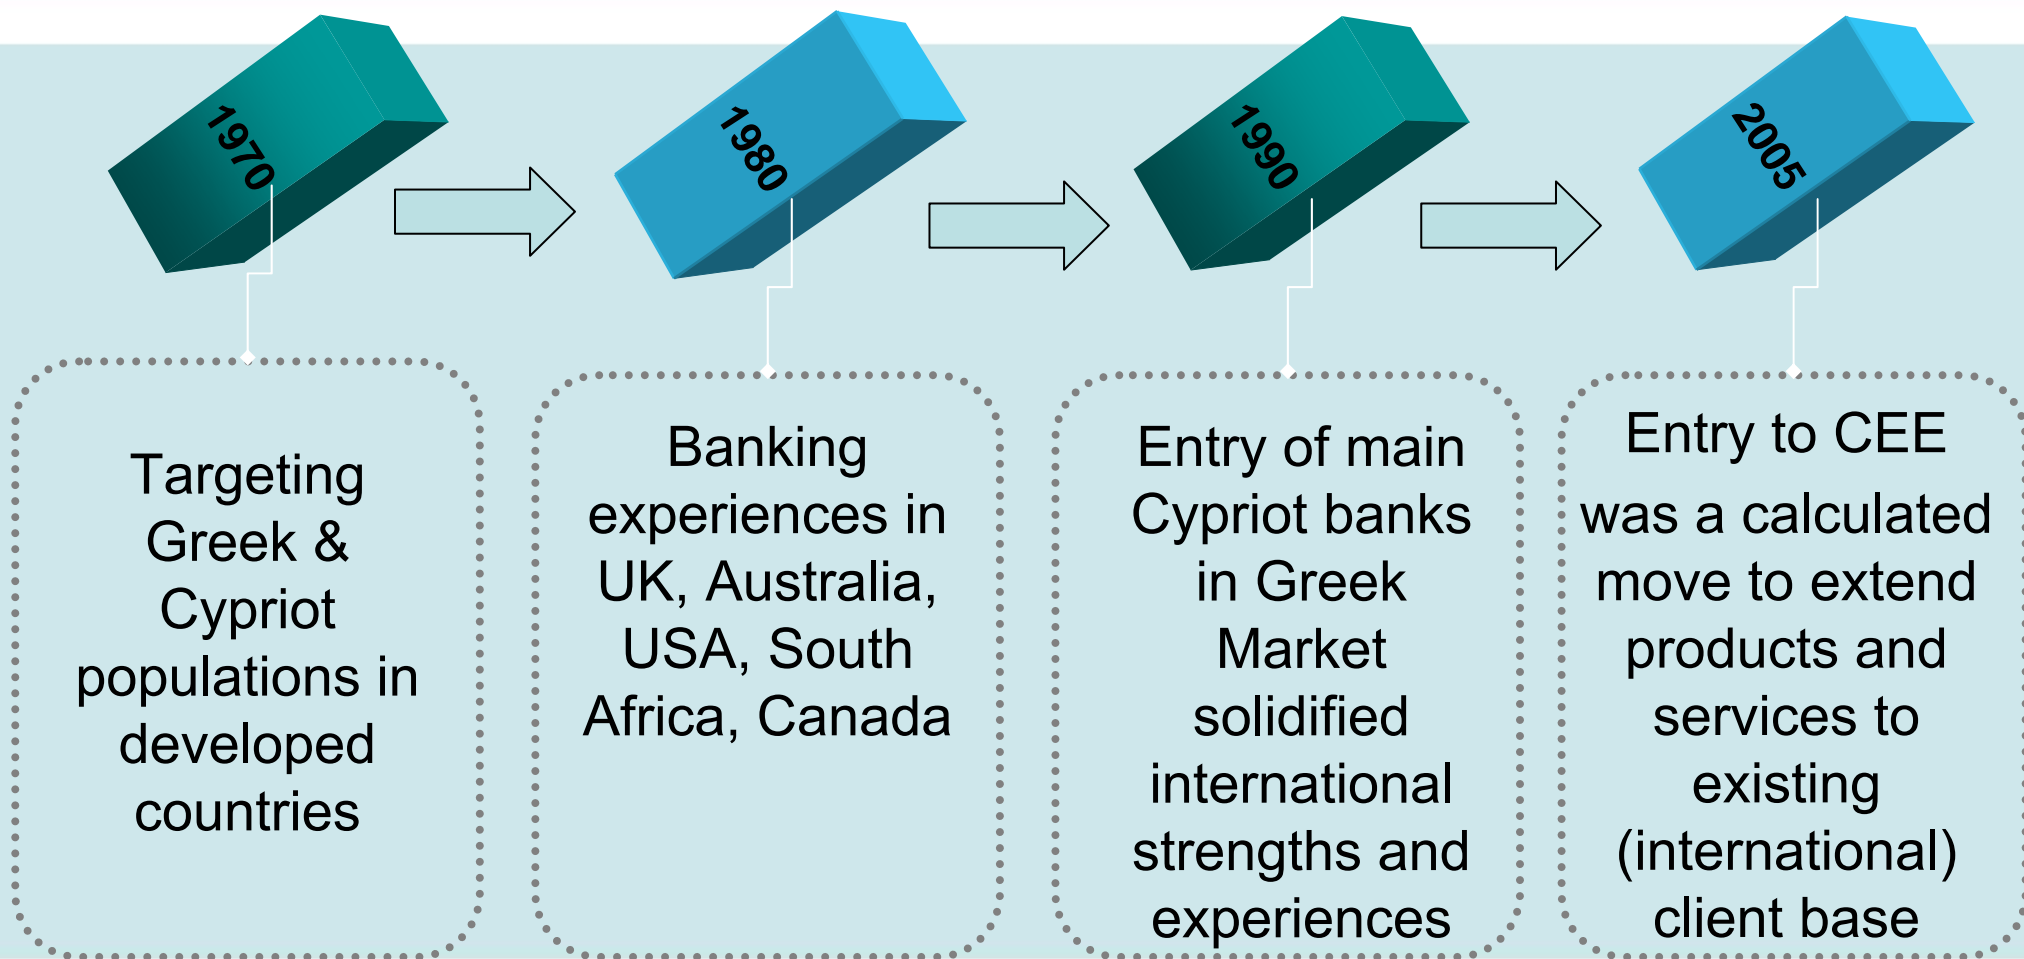 1970
1980
1990
2005
Targeting
Greek &
Cypriot
populations in
developed
countries
Banking
experiences in
UK, Australia,
USA, South
Africa, Canada
Entry of main
Cypriot banks
in Greek
Market
solidified
international
strengths and
experiences
Entry to CEE
was a calculated
move to extend
products and
services to
existing
(international)
client base